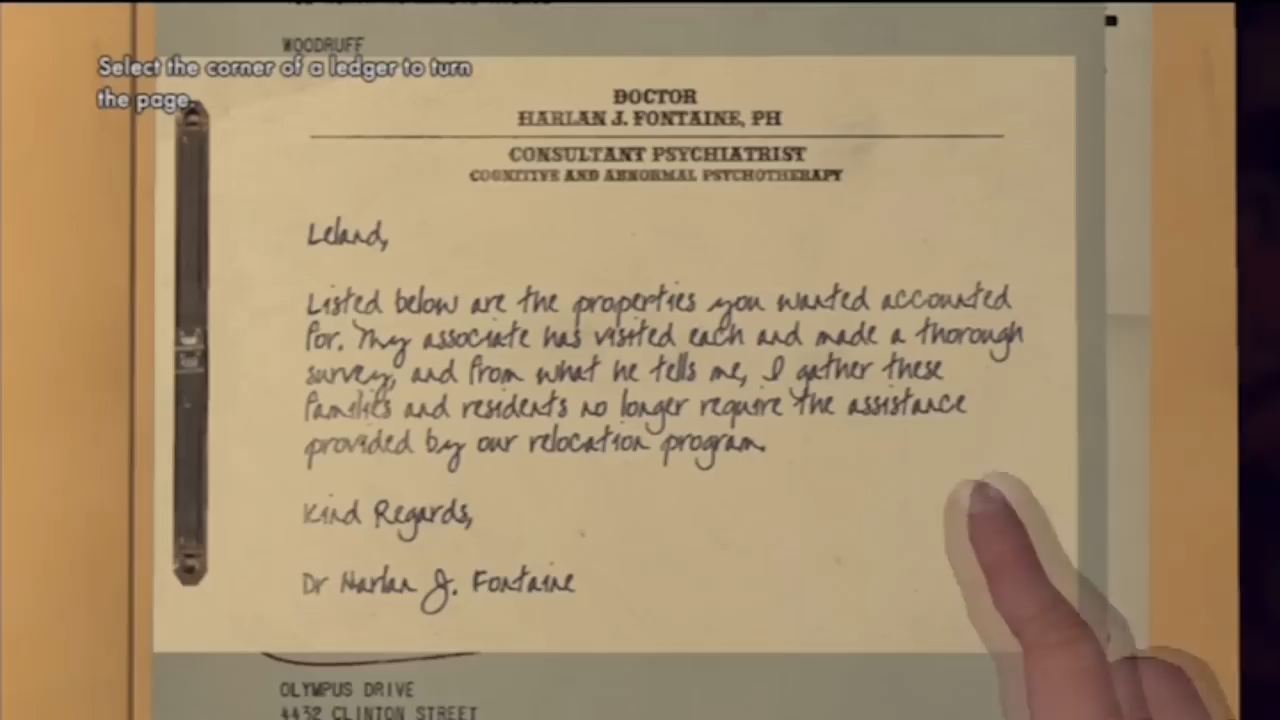 WOODRUFF
Select the corner of a ledger to turn
the page.
DOCTOR
HARLAN J. FONTAINE, PH
CONSULTANT PSYCHIATRIST
COGNITIVE AND ABNORMAL PSYCHOTHERAPY
Leland,
Listed below are the properties you wanted accounted
for. My associate has visited each and made a thorough
survey, and from what he tells me, I gather these
families and residents no longer require the assistance
provided by our relocation program.
Kind Regards,
Dr Harlan J. Fontaine
OLYMPUS DRIVE
4432 CLINTON STREET